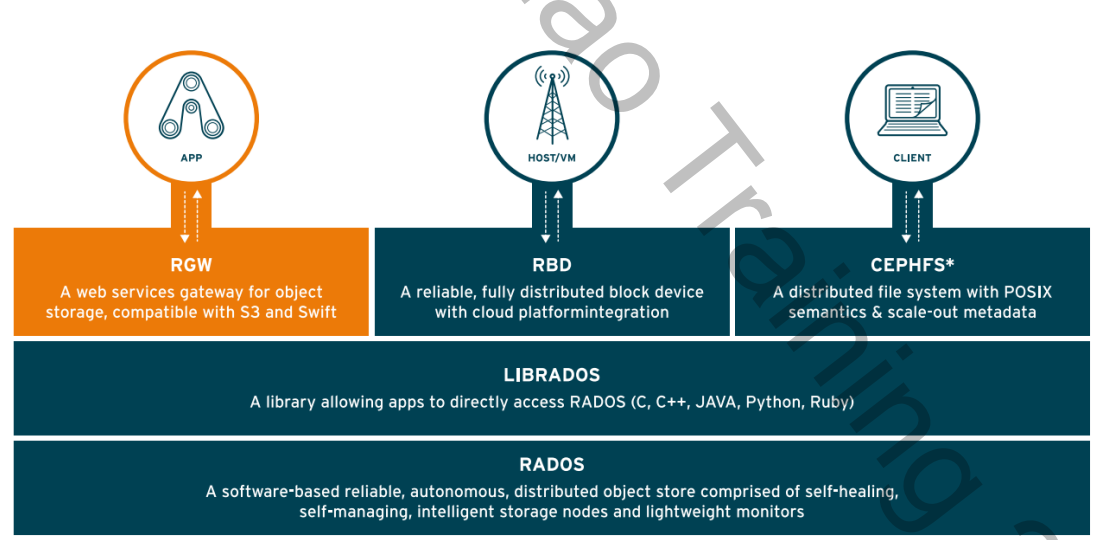 APP
HOST/VM
CLIENT
RGW
A web services gateway for object
storage, compatible with S3 and Swift
RBD
A reliable, fully distributed block device
with cloud platformintegration
CEPHFS*
A distributed file system with POSIX
semantics & scale-out metadata
LIBRADOS
A library allowing apps to directly access RADOS (C, C++, JAVA, Python, Ruby)
RADOS
A software-based reliable, autonomous, distributed object store comprised of self-healing,
self-managing, intelligent storage nodes and lightweight monitors
Training